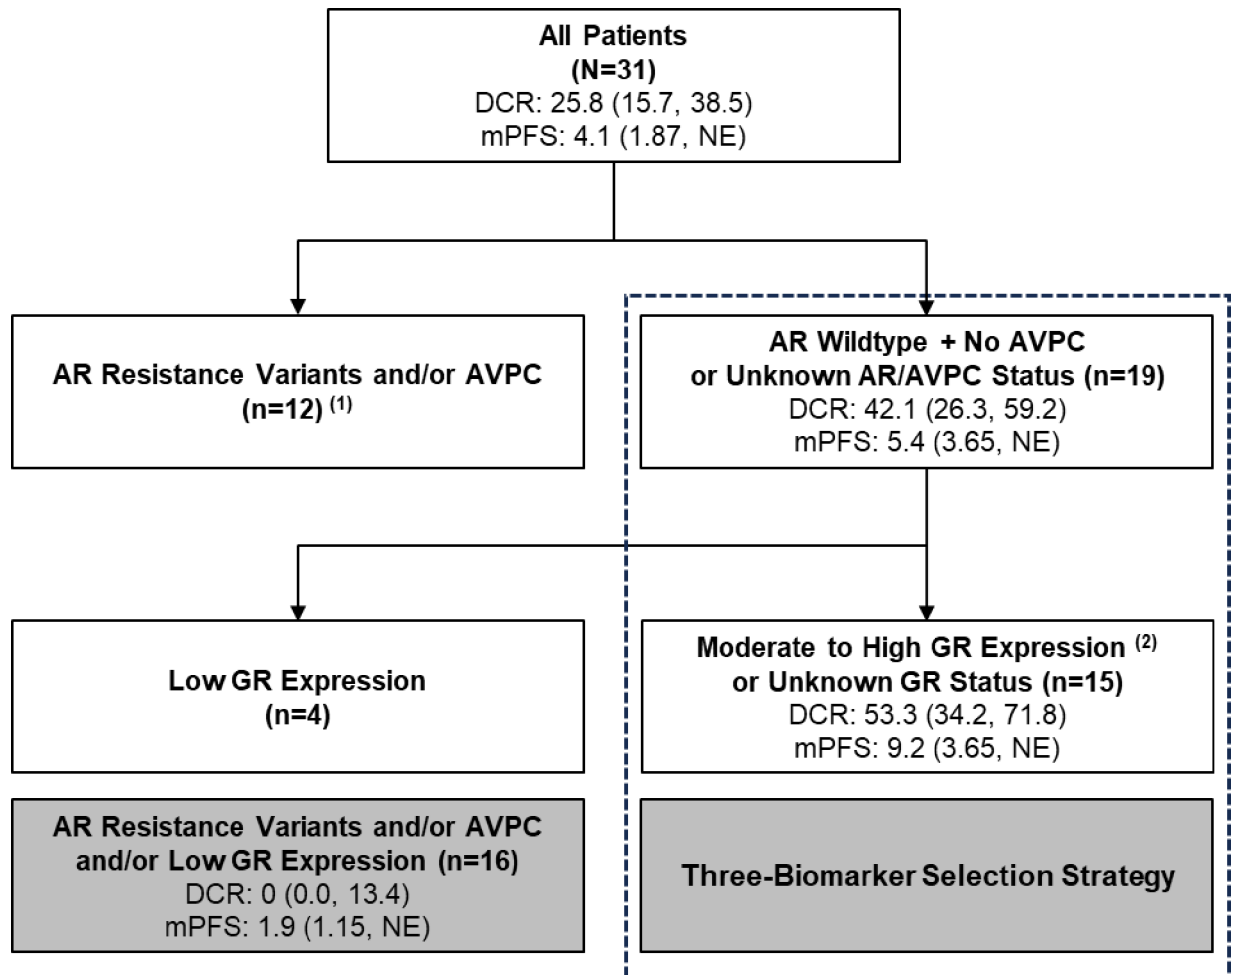 All Patients
(N=31)
DCR: 25.8 (15.7, 38.5)
mPFS: 4.1 (1.87, NE)
AR Resistance Variants and/or AVPC
(n=12) (1)
AR Wildtype + No AVPC
or Unknown AR/AVPC Status (n=19)
DCR: 42.1 (26.3, 59.2)
mPFS: 5.4 (3.65, NE)
Low GR Expression
(n=4)
Moderate to High GR Expression (2)
or Unknown GR Status (n=15)
DCR: 53.3 (34.2, 71.8)
mPFS: 9.2 (3.65, NE)
AR Resistance Variants and/or AVPC
and/or Low GR Expression (n=16)
DCR: 0 (0.0, 13.4)
mPFS: 1.9 (1.15, NE)
Three-Biomarker Selection Strategy